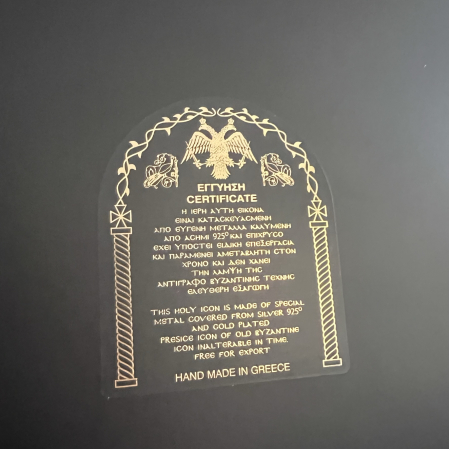 ΕΓΓΥΗΣΗ
CERTIFICATE
Η ΙΕΡΗ ΑΥΤΗ ΕΙΚΟΝΑ
ΕΙΝΑΙ ΚΑΤΑΣΚΕΥΑΣΜΕΝΗ
ΑΠΟ ΕΥΓΕΝΗ ΜΕΤΑΛΛΑ ΚΑΛΥΜΕΝΗ
ΑΠΟ ΑΣΗΜΙ 925° ΚΑΙ ΕΠΙΧΡΥΣΟ
ΕΧΕΙ ΥΠΟΣΤΕΙ ΕΙΔΙΚΗ ΕΠΕΞΕΡΓΑΣΙΑ
ΚΑΙ ΠΑΡΑΜΕΝΕΙ ΑΜΕΤΑΒΛΗΤΗ ΣΤΟΝ
ΧΡΟΝΟ ΚΑΙ ΔΕΝ ΧΑΝΕΙ
ΤΗΝ ΛΑΜΨΗ ΤΗΣ
ΑΝΤΙΓΡΑΦΟ ΒΥΖΑΝΤΙΝΗΣ ΤΕΧΝΗΣ
ΕΛΕΥΘΕΡΗ ΕΞΑΓΩΓΗ
THIS HOLY ICON IS MADE OF SPECIAL
METAL COVERED FROM SILVER 925°
AND GOLD PLATED
PRESICE ICON OF OLD BYZANTINE
ICON INALTERABLE IN TIME.
FREE FOR EXPORT
HAND MADE IN GREECE